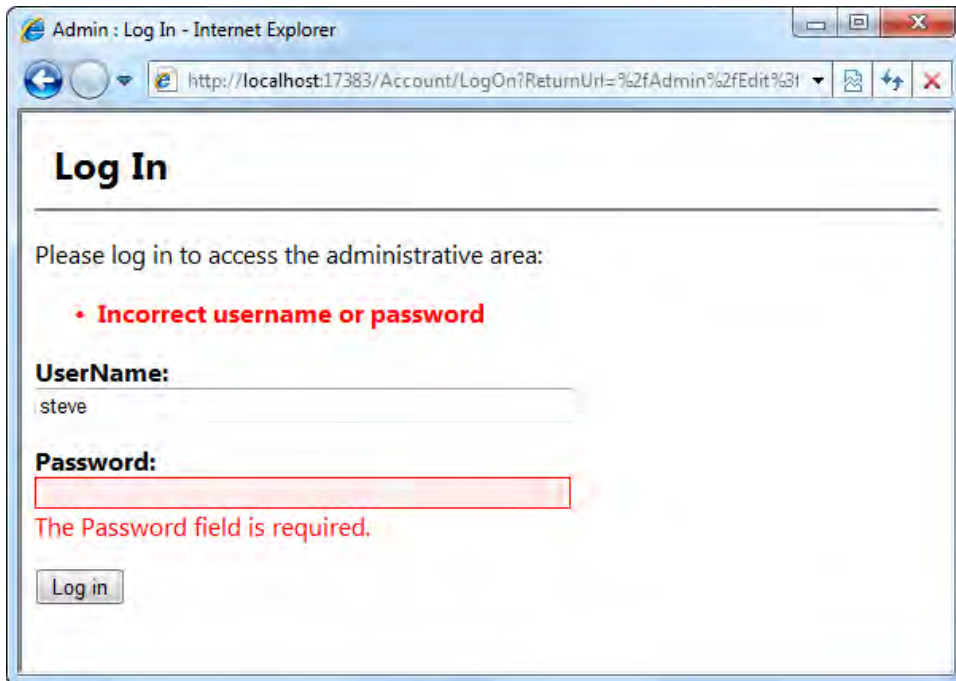 Admin : Log In - Internet Explorer
http://localhost:17383/Account/LogOn?ReturnUrl=%2fAdmin%2fEdit%3f
Log In
Please log in to access the administrative area:
• Incorrect username or password
UserName:
steve
Password:
The Password field is required.
Log in